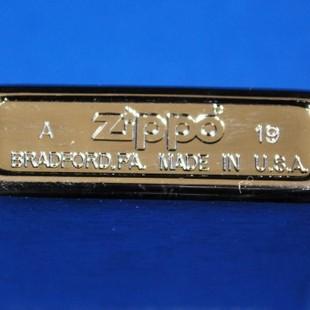 A Zippo 19
BRADFORD,PA. MADE IN U.S.A.